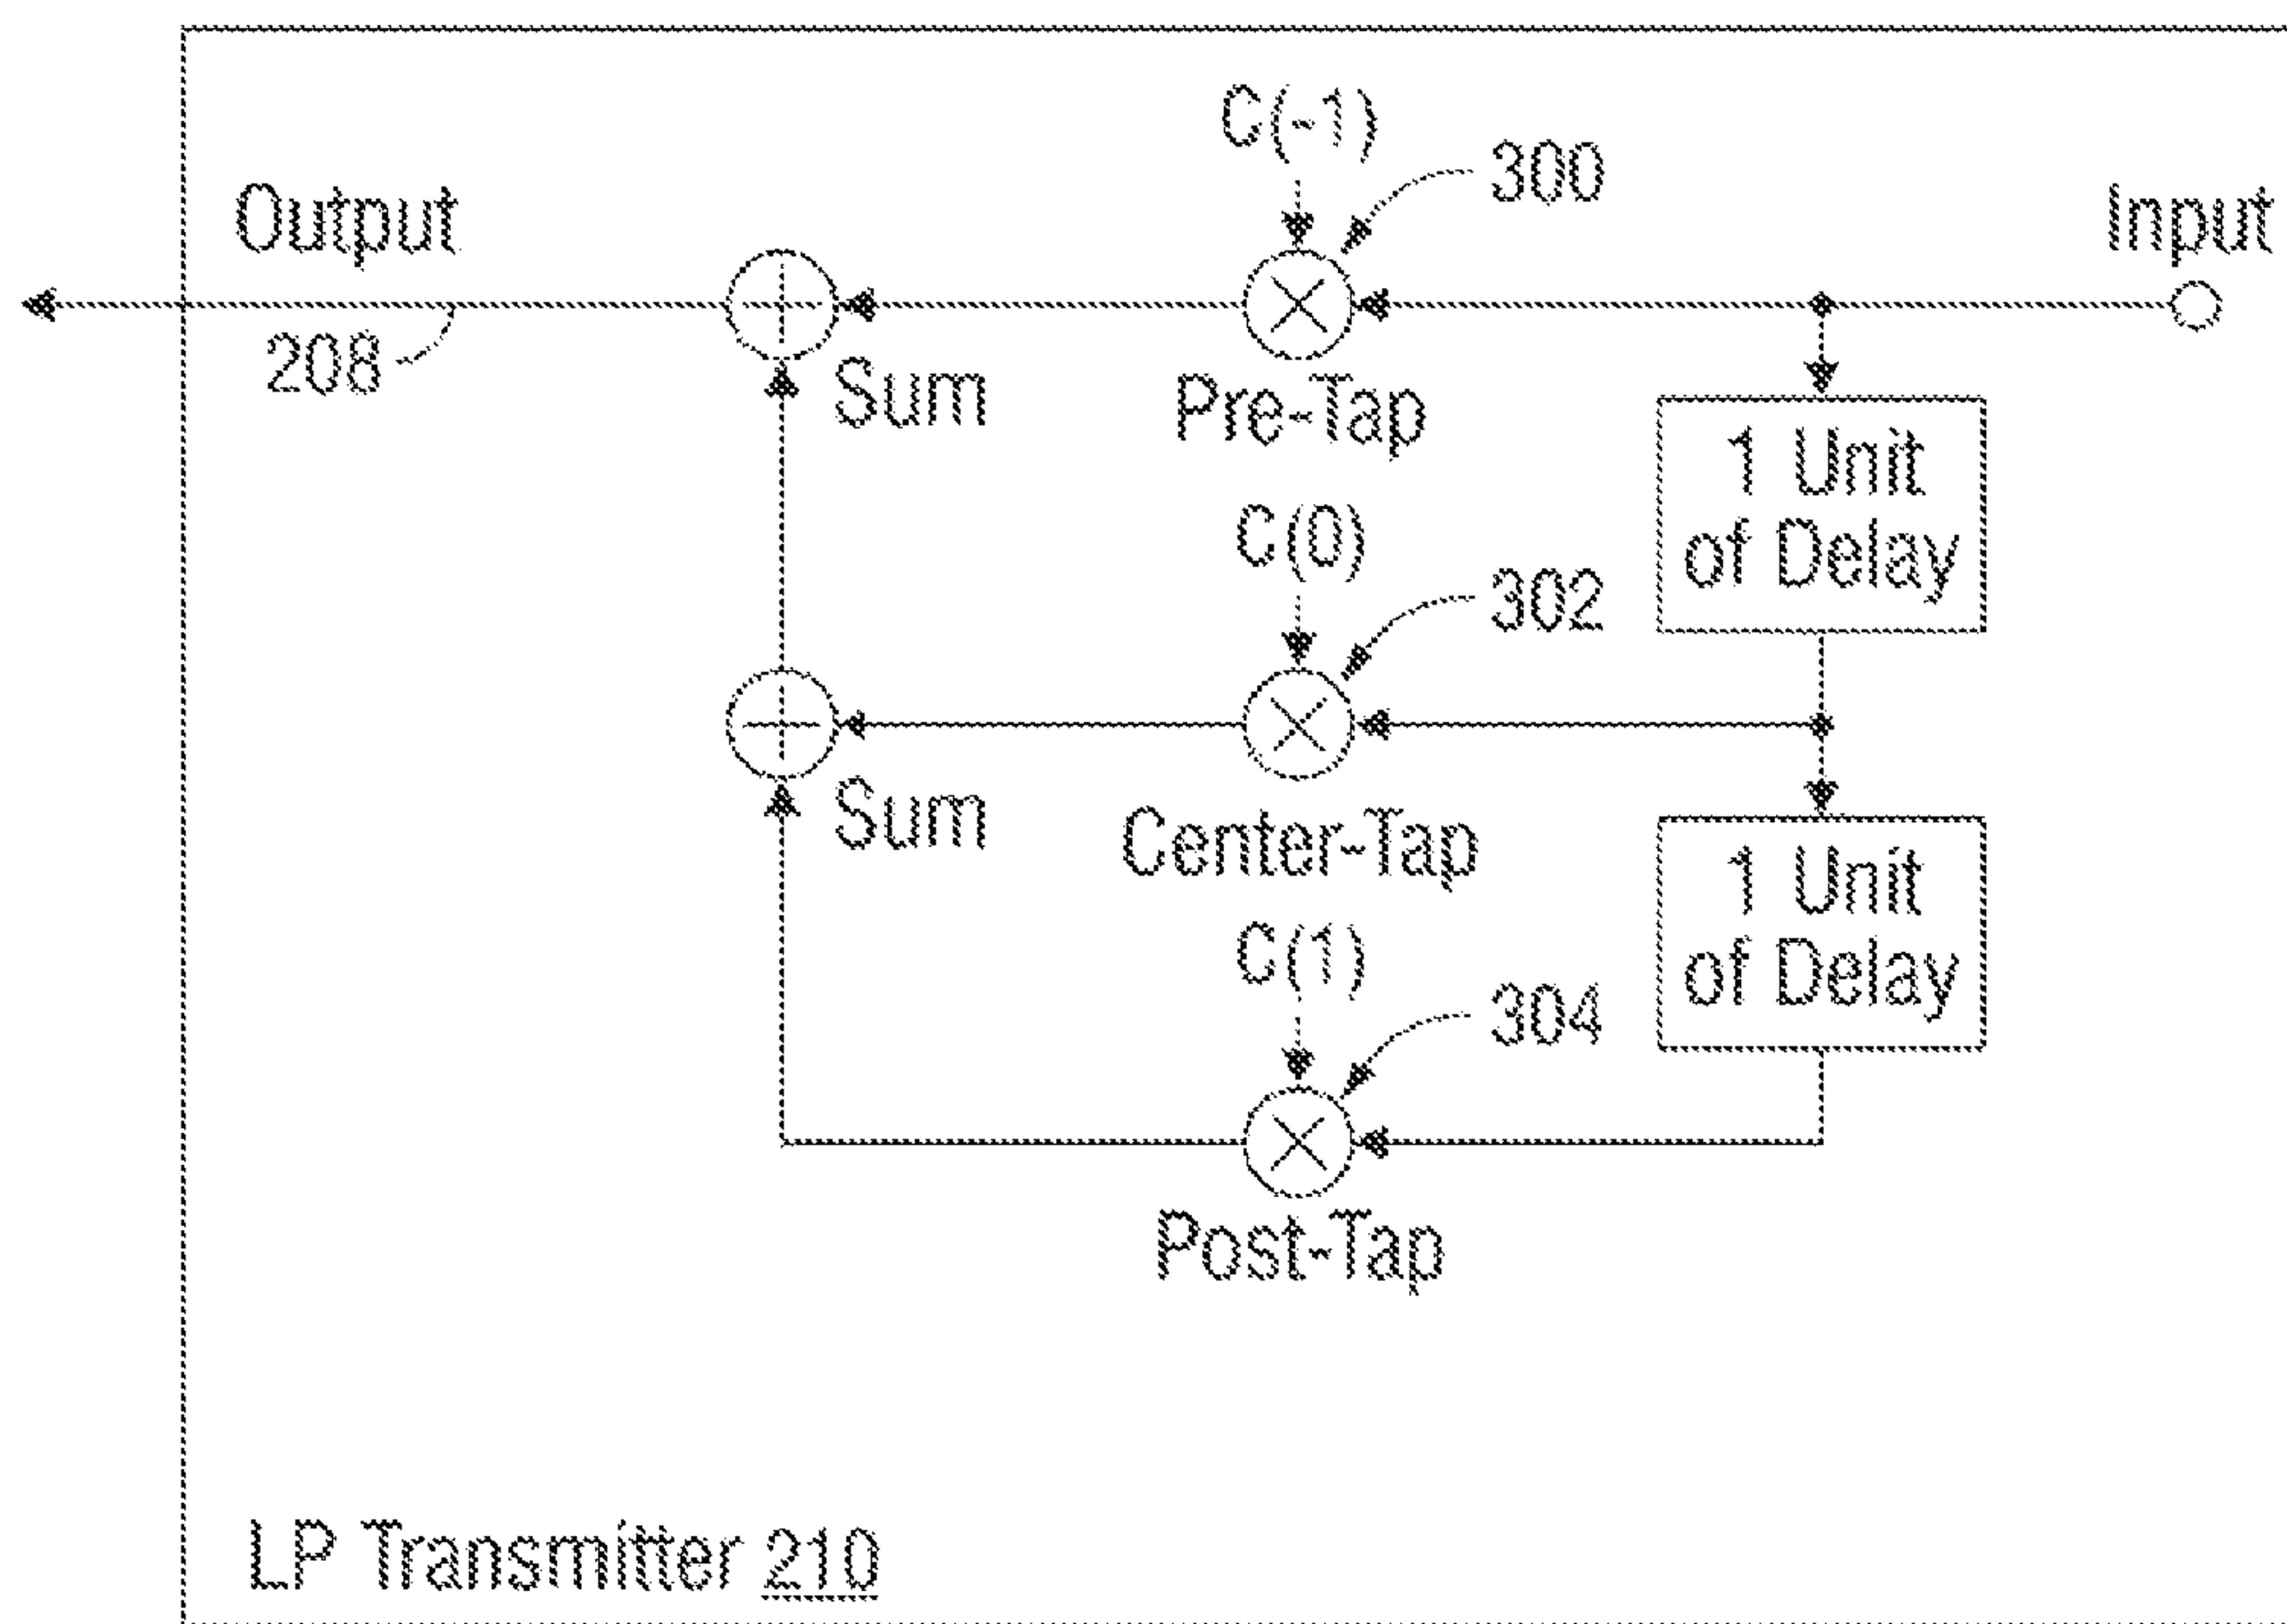 C(-1)
300
Output
Input
208
Sum
Pre-Tap
1 Unit
of Delay
C(0)
302
Sum
Center-Tap
1 Unit
of Delay
C(1)
304
Post-Tap
LP Transmitter 210